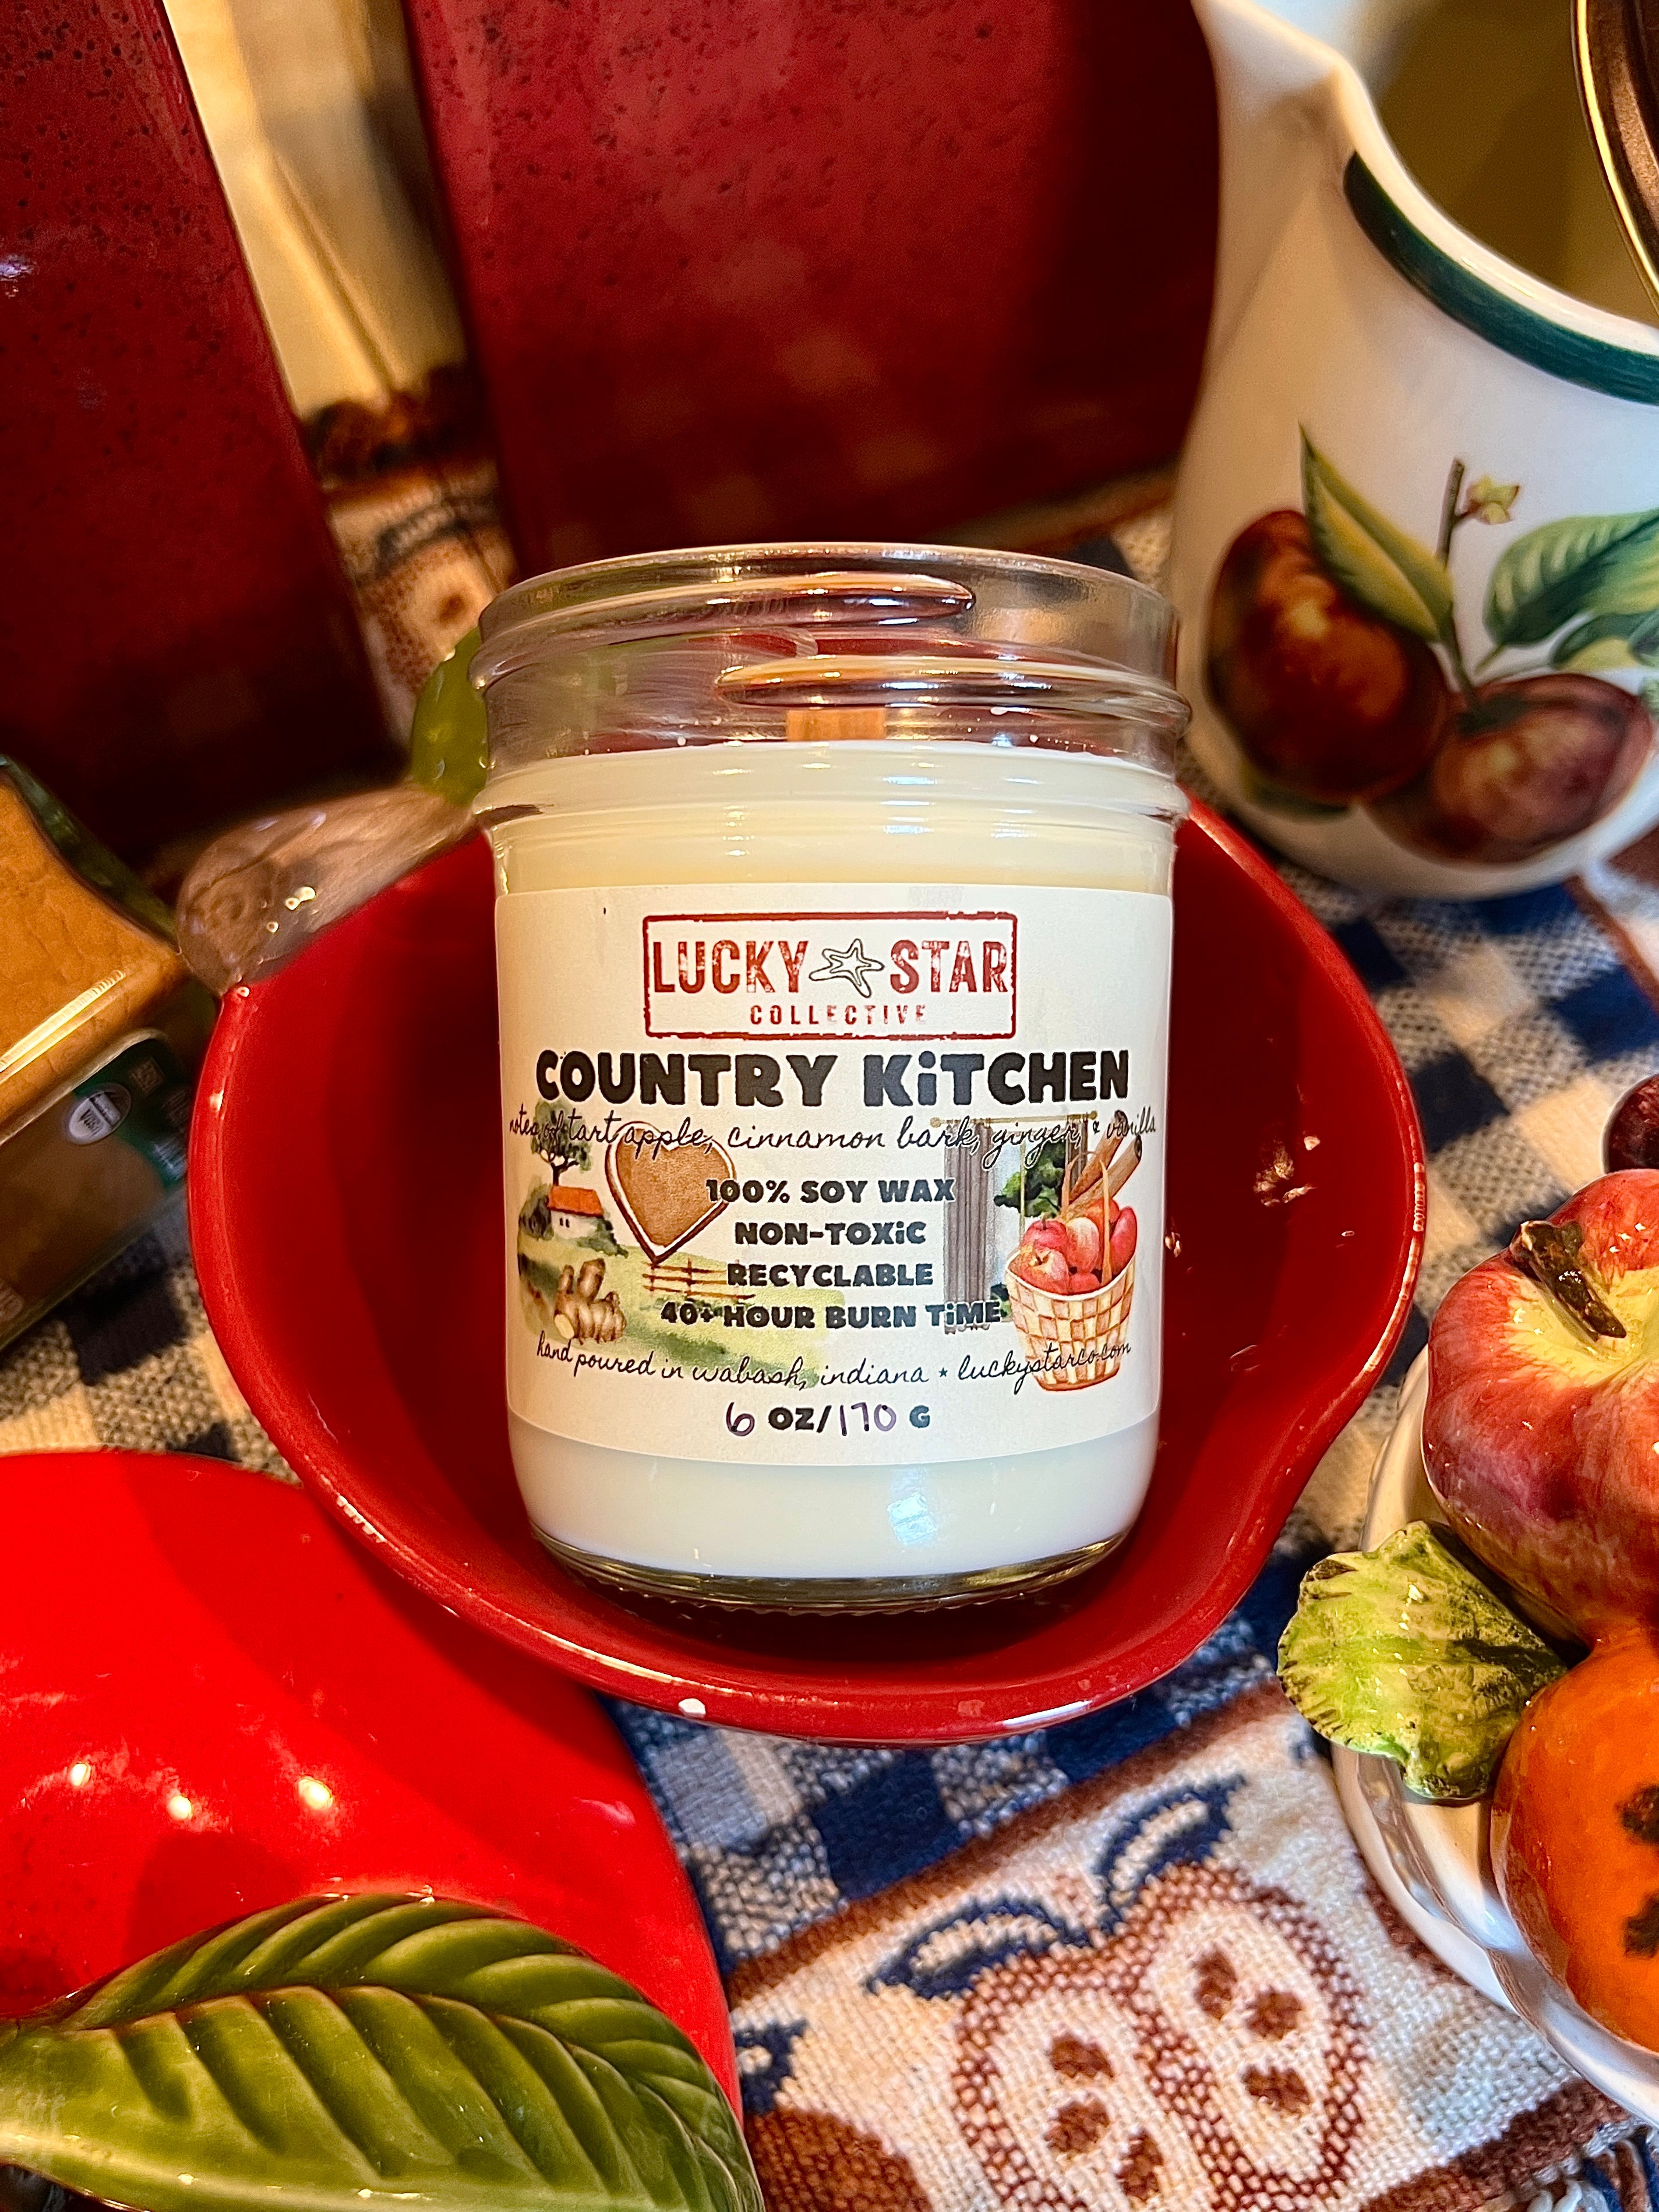 LUCKY STAR
COLLECTIVE
COUNTRY KiTCHEN
notes of tart apple, cinnamon bark, ginger * vanilla
100% SOY WAX
NON-TOXiC
RECYCLABLE
40+ HOUR BURN TiME
hand poured in wabash, indiana ★ luckystarco.com
6 OZ/170 G